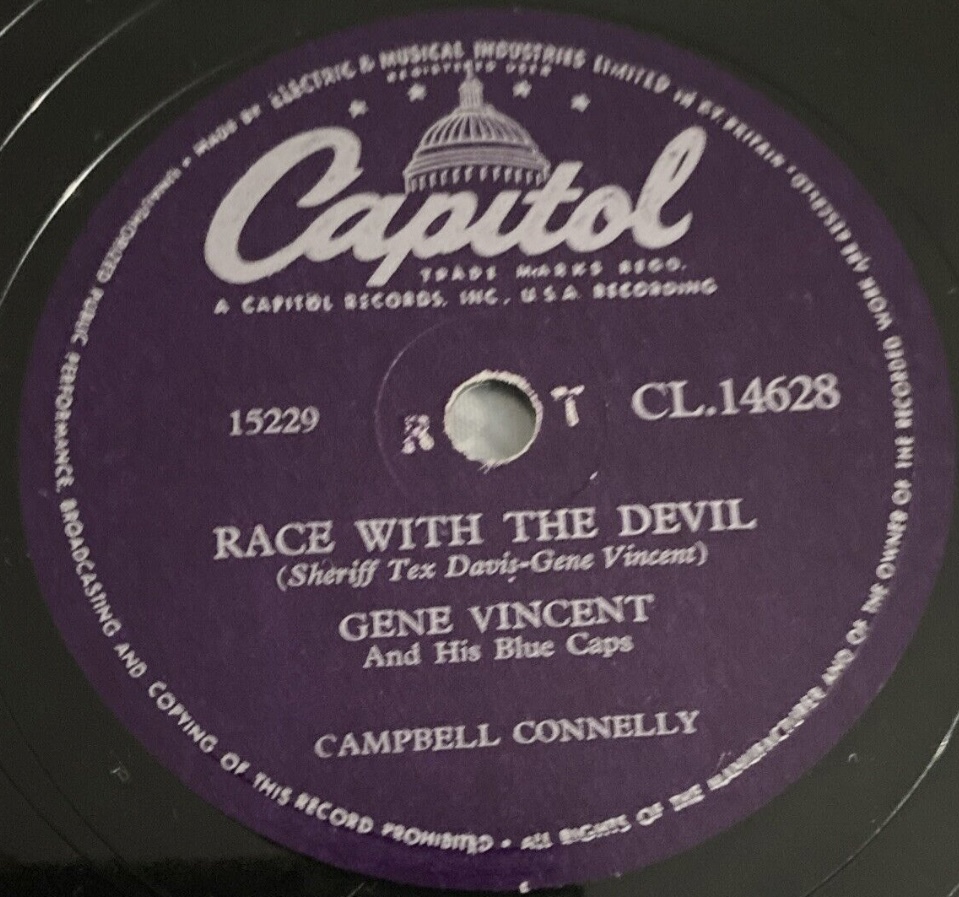 MADE BY ELECTRIC & MUSICAL INDUSTRIES LIMITED IN GT. BRITAIN • ALL RIGHTS OF THE MANUFACTURER AND OF THE OWNER OF THE RECORDED WORK ARE RESERVED • UNAUTHORISED PUBLIC PERFORMANCE, BROADCASTING AND COPYING OF THIS RECORD PROHIBITED •
REGISTERED USER
Capitol
TRADE MARKS REGD.
A CAPITOL RECORDS, INC., U.S.A. RECORDING
15229
R T
CL.14628
RACE WITH THE DEVIL
(Sheriff Tex Davis-Gene Vincent)
GENE VINCENT
And His Blue Caps
CAMPBELL CONNELLY